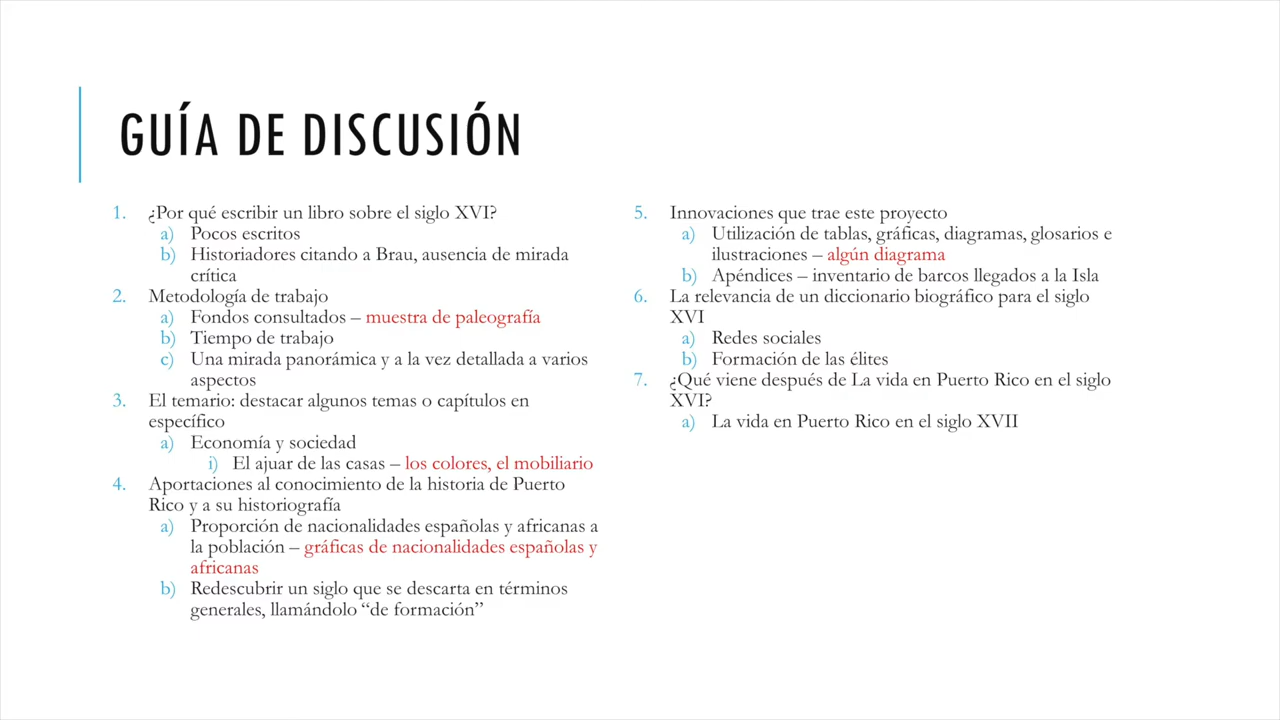 GUÍA DE DISCUSIÓN
1. ¿Por qué escribir un libro sobre el siglo XVI?
a) Pocos escritos
b) Historiadores citando a Brau, ausencia de mirada
crítica
2. Metodología de trabajo
a) Fondos consultados – muestra de paleografía
b) Tiempo de trabajo
c) Una mirada panorámica y a la vez detallada a varios
aspectos
3. El temario: destacar algunos temas o capítulos en
específico
a) Economía y sociedad
i) El ajuar de las casas – los colores, el mobiliario
4. Aportaciones al conocimiento de la historia de Puerto
Rico y a su historiografía
a) Proporción de nacionalidades españolas y africanas a
la población – gráficas de nacionalidades españolas y
africanas
b) Redescubrir un siglo que se descarta en términos
generales, llamándolo “de formación”
5. Innovaciones que trae este proyecto
a) Utilización de tablas, gráficas, diagramas, glosarios e
ilustraciones – algún diagrama
b) Apéndices – inventario de barcos llegados a la Isla
6. La relevancia de un diccionario biográfico para el siglo
XVI
a) Redes sociales
b) Formación de las élites
7. ¿Qué viene después de La vida en Puerto Rico en el siglo
XVI?
a) La vida en Puerto Rico en el siglo XVII